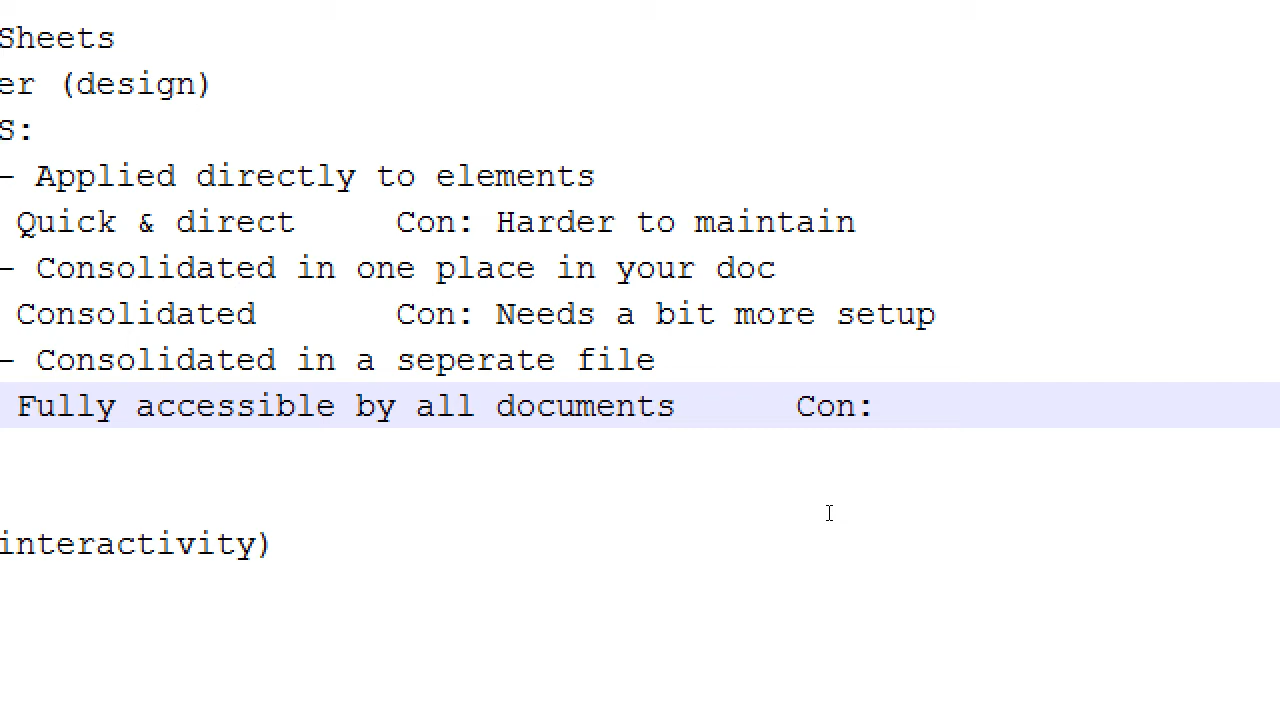 Sheets
er (design)
S:
– Applied directly to elements
Quick & direct     Con: Harder to maintain
– Consolidated in one place in your doc
Consolidated       Con: Needs a bit more setup
– Consolidated in a seperate file
Fully accessible by all documents      Con:
interactivity)